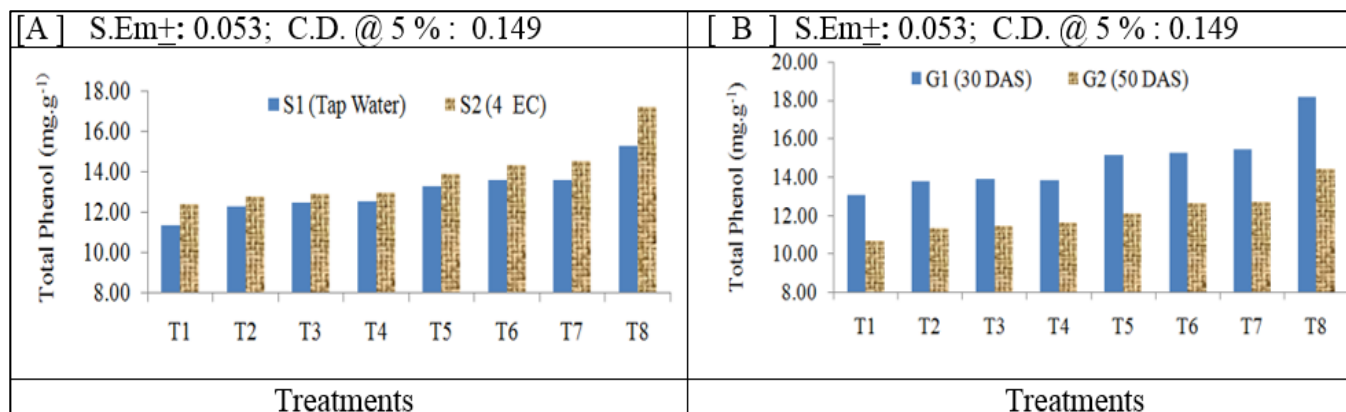 [A ] S.Em±: 0.053; C.D. @ 5 % : 0.149
18.00
16.00
14.00
12.00
10.00
8.00
Total Phenol (mg.g-1)
S1 (Tap Water) S2 (4 EC)
T1 T2 T3 T4 T5 T6 T7 T8
Treatments
[ B ] S.Em±: 0.053; C.D. @ 5 % : 0.149
20.00
18.00
16.00
14.00
12.00
10.00
8.00
Total Phenol (mg.g-1)
G1 (30 DAS) G2 (50 DAS)
T1 T2 T3 T4 T5 T6 T7 T8
Treatments